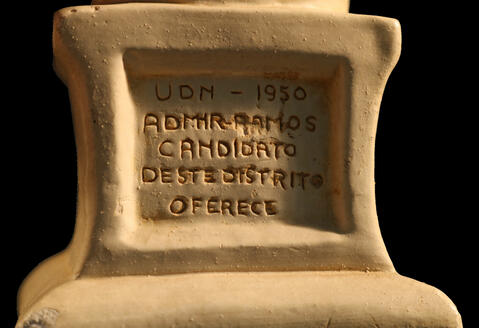 UDN - 1950
ADMIR RAMOS
CANDIDATO
DESTE DISTRITO
OFERECE